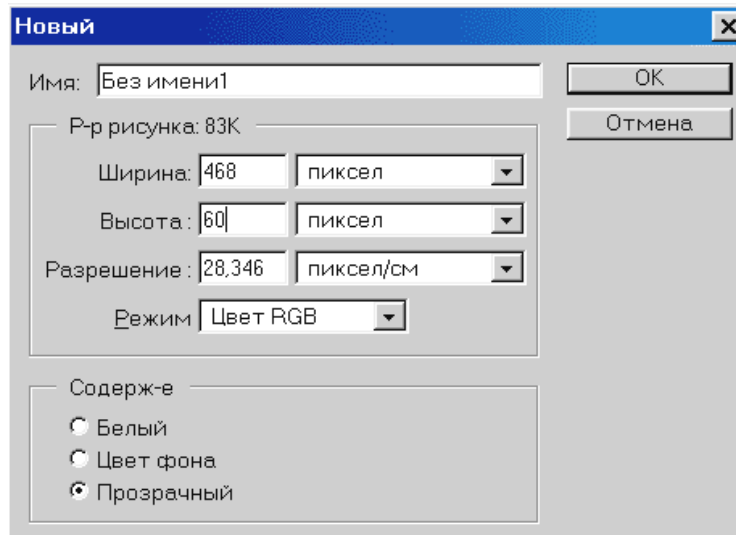 Новый
Имя: Без имени1
OK
Отмена
Р-р рисунка: 83K
Ширина: 468 пиксел
Высота: 60 пиксел
Разрешение: 28,346 пиксел/см
Режим Цвет RGB
Содерж-е
Белый
Цвет фона
Прозрачный